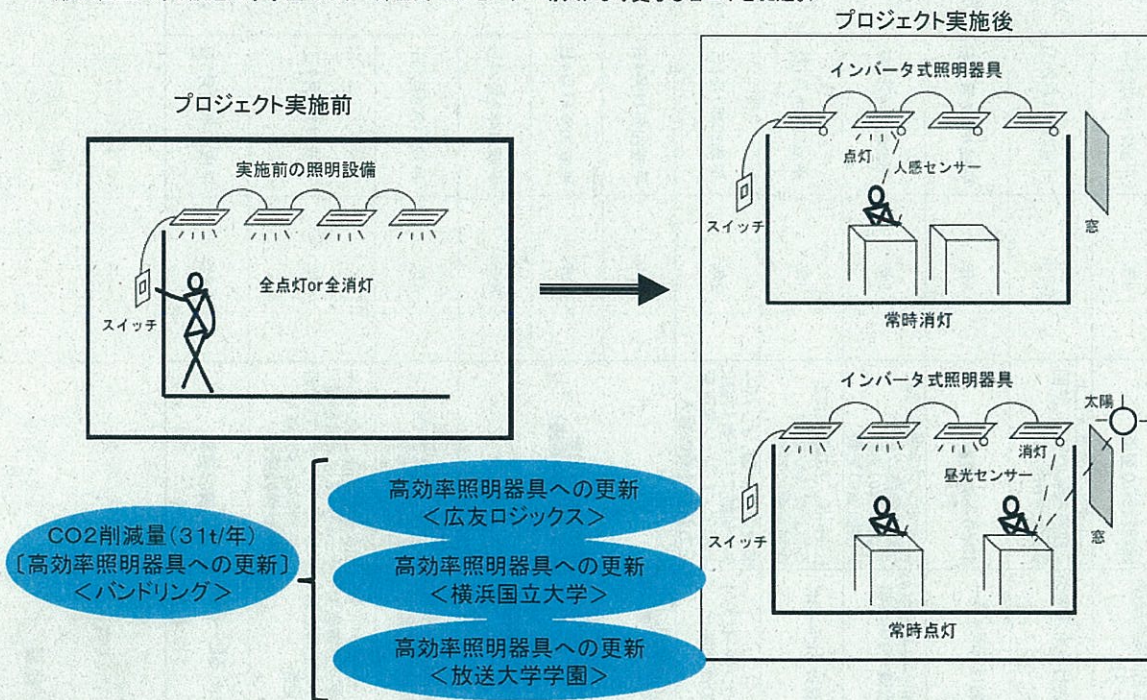 プロジェクト実施前
実施前の照明設備
全点灯or全消灯
スイッチ
プロジェクト実施後
インバータ式照明器具
点灯
人感センサー
スイッチ
窓
常時消灯
インバータ式照明器具
太陽
消灯
昼光センサー
スイッチ
窓
常時点灯
CO2削減量(31t/年)
[高効率照明器具への更新]
<バンドリング>
高効率照明器具への更新
<広友ロジックス>
高効率照明器具への更新
<横浜国立大学>
高効率照明器具への更新
<放送大学学園>